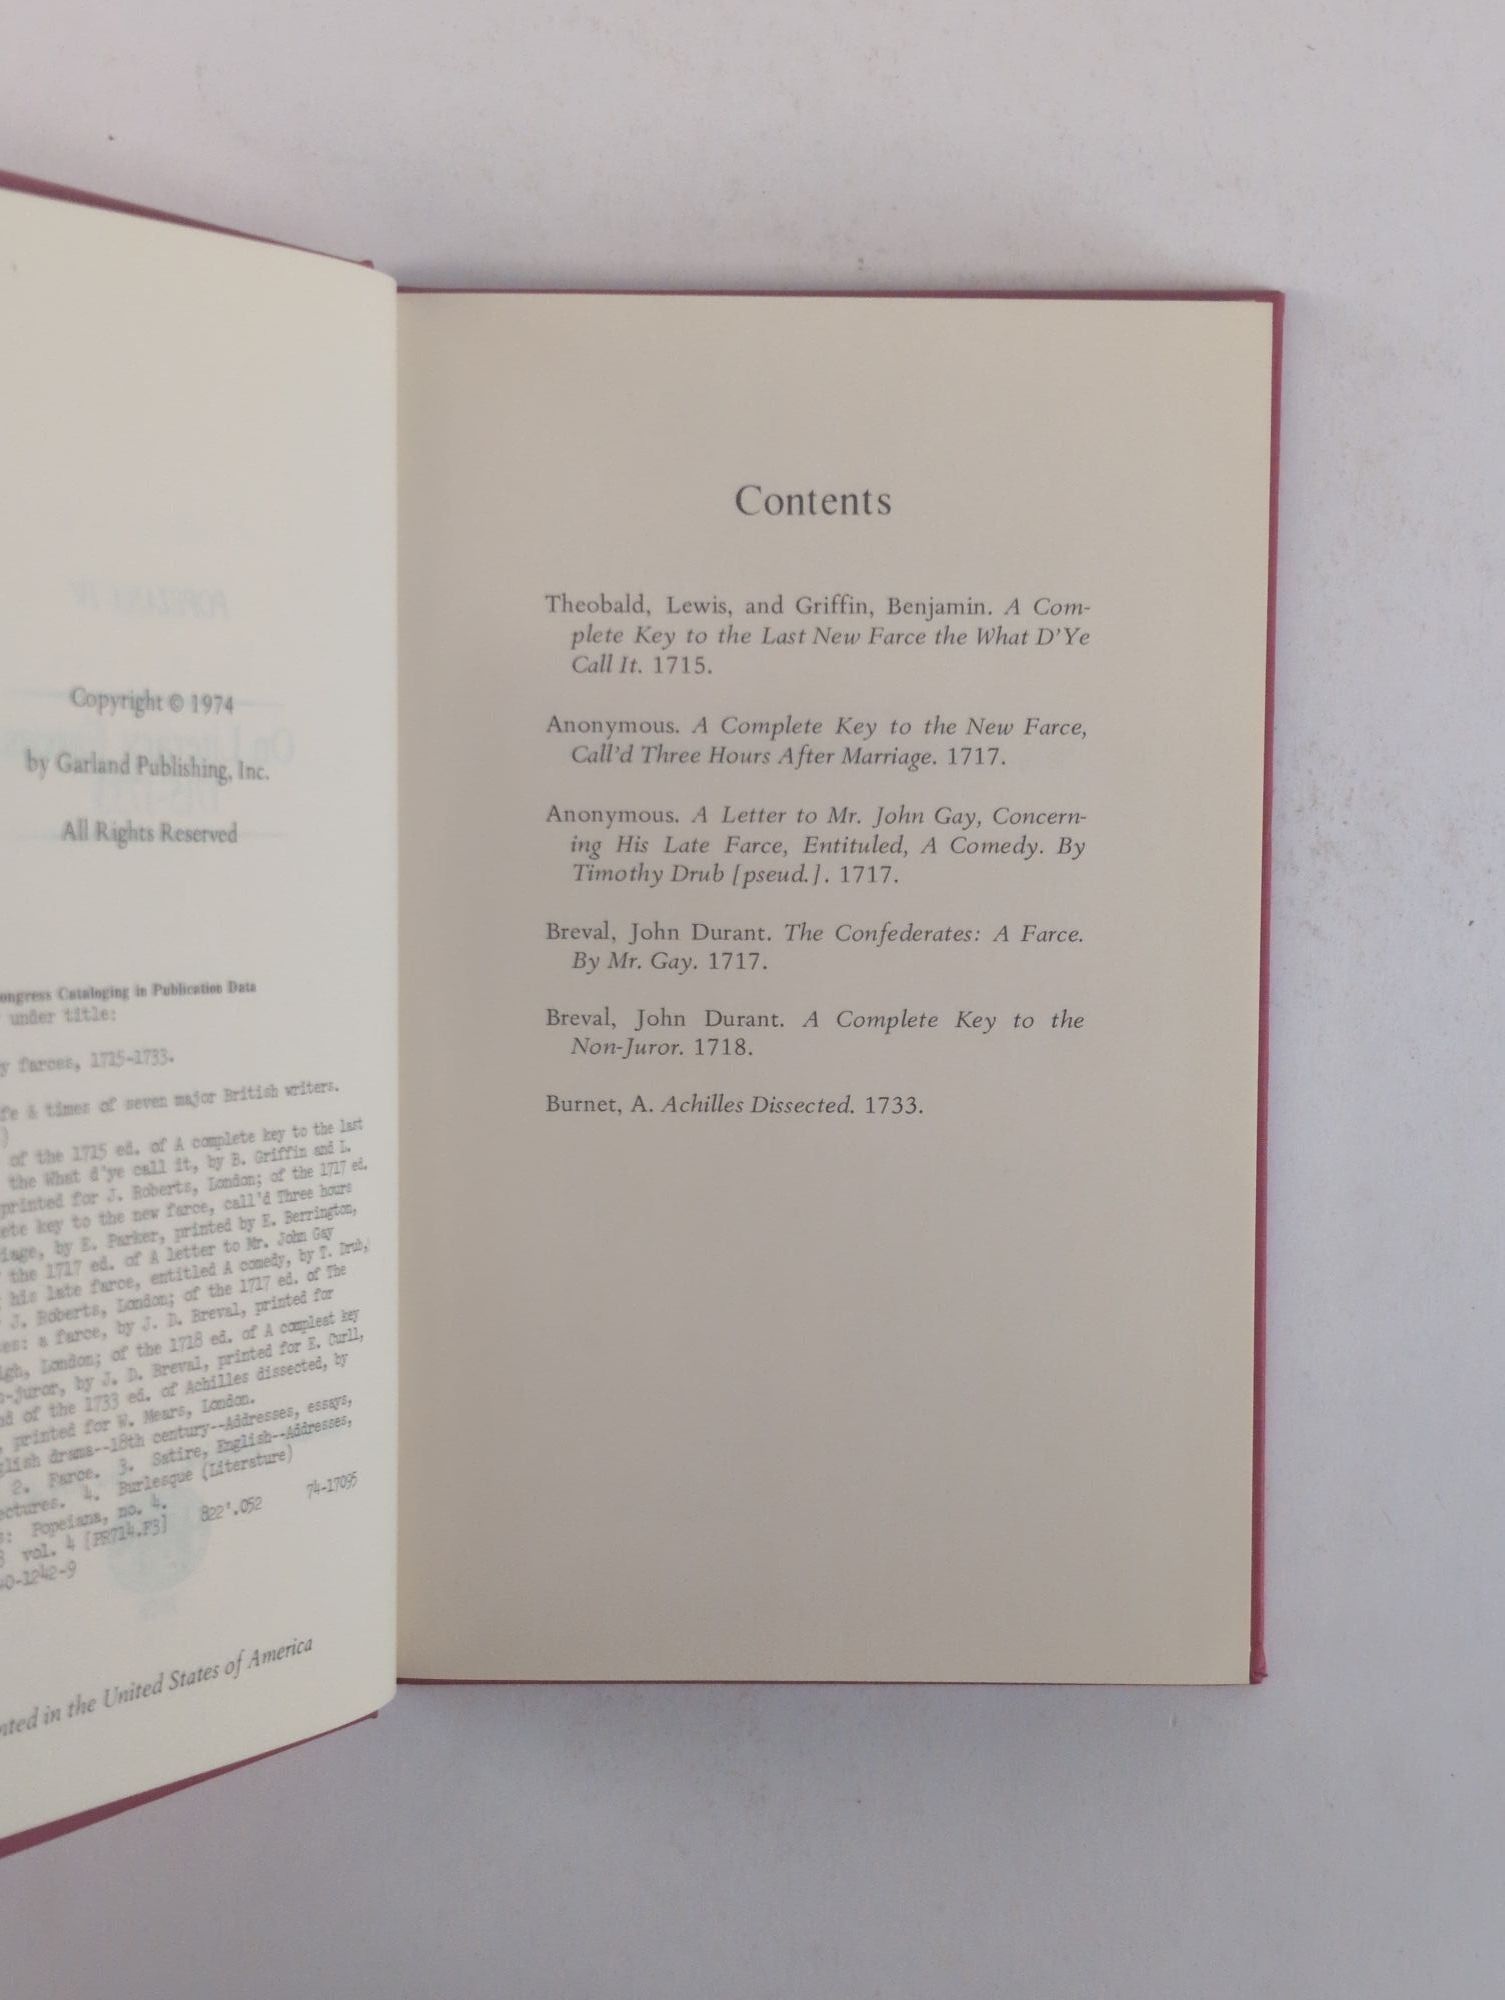 Copyright © 1974
by Garland Publishing, Inc.
All Rights Reserved
ongress Cataloging in Publication Data
under title:
y farces, 1715-1733.
fe & times of seven major British writers.
)
of the 1715 ed. of A complete key to the last
the What d'ye call it, by B. Griffin and L.
printed for J. Roberts, London; of the 1717 ed.
ete key to the new farce, call'd Three hours
iage, by E. Parker, printed by E. Berrington,
the 1717 ed. of A letter to Mr. John Gay
his late farce, entitled A comedy, by T. Drub,
J. Roberts, London; of the 1717 ed. of The
es: a farce, by J. D. Breval, printed for
igh, London; of the 1718 ed. of A compleat key
-juror, by J. D. Breval, printed for E. Curll,
nd of the 1733 ed. of Achilles dissected, by
, printed for W. Mears, London.
glish drama--18th century--Addresses, essays,
2. Farce. 3. Satire, English--Addresses,
ectures. 4. Burlesque (Literature)
s: Popeiana, no. 4.
vol. 4 [PR714.F3] 822'.052 74-17095
40-1242-9
nted in the United States of America
Contents
Theobald, Lewis, and Griffin, Benjamin. A Com-
plete Key to the Last New Farce the What D'Ye
Call It. 1715.
Anonymous. A Complete Key to the New Farce,
Call'd Three Hours After Marriage. 1717.
Anonymous. A Letter to Mr. John Gay, Concern-
ing His Late Farce, Entituled, A Comedy. By
Timothy Drub [pseud.]. 1717.
Breval, John Durant. The Confederates: A Farce.
By Mr. Gay. 1717.
Breval, John Durant. A Complete Key to the
Non-Juror. 1718.
Burnet, A. Achilles Dissected. 1733.